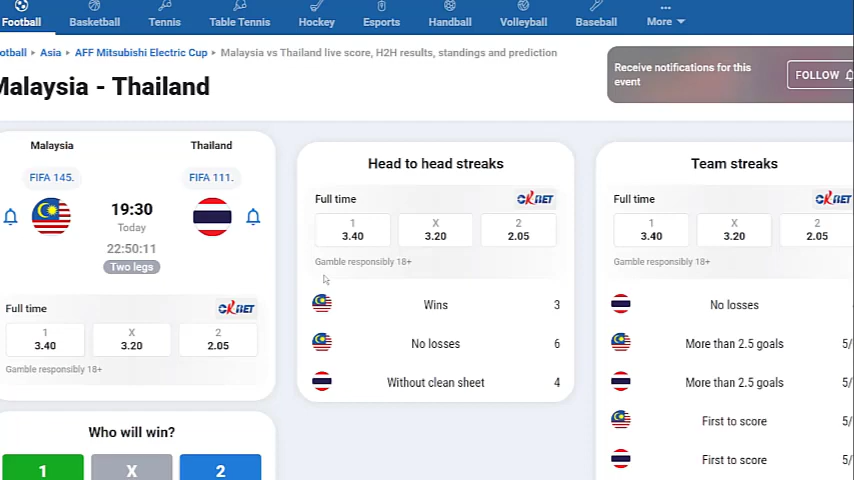 Football
Basketball
Tennis
Table Tennis
Hockey
Esports
Handball
Volleyball
Baseball
More
ootball
Asia
AFF Mitsubishi Electric Cup
Malaysia vs Thailand live score, H2H results, standings and prediction
Malaysia - Thailand
Receive notifications for this
event
FOLLOW
Malaysia
Thailand
FIFA 145.
FIFA 111.
19:30
Today
22:50:11
Two legs
Full time
OKBET
1
3.40
X
3.20
2
2.05
Gamble responsibly 18+
Who will win?
1
X
2
Head to head streaks
Full time
OKBET
1
3.40
X
3.20
2
2.05
Gamble responsibly 18+
Wins 3
No losses 6
Without clean sheet 4
Team streaks
Full time
OKBET
1
3.40
X
3.20
2
2.05
Gamble responsibly 18+
No losses
More than 2.5 goals 5/
More than 2.5 goals 5/
First to score 5/
First to score 5/